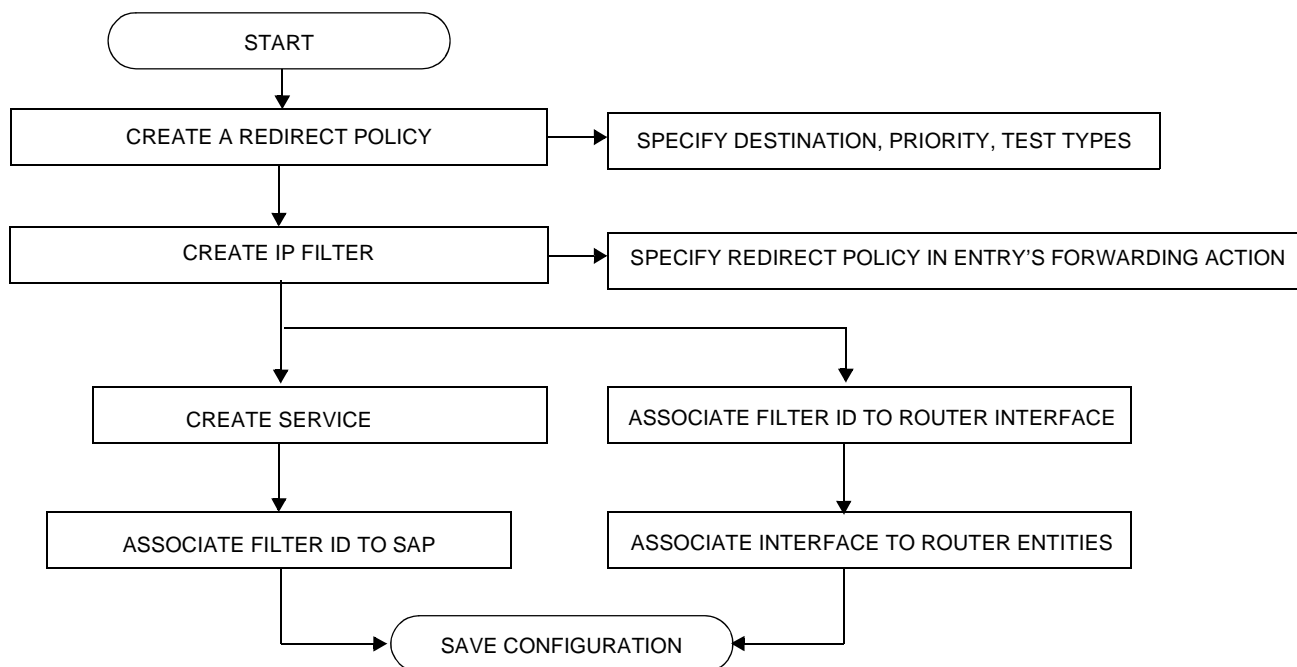 START
CREATE A REDIRECT POLICY
SPECIFY DESTINATION, PRIORITY, TEST TYPES
CREATE IP FILTER
SPECIFY REDIRECT POLICY IN ENTRY’S FORWARDING ACTION
CREATE SERVICE
ASSOCIATE FILTER ID TO ROUTER INTERFACE
ASSOCIATE FILTER ID TO SAP
ASSOCIATE INTERFACE TO ROUTER ENTITIES
SAVE CONFIGURATION